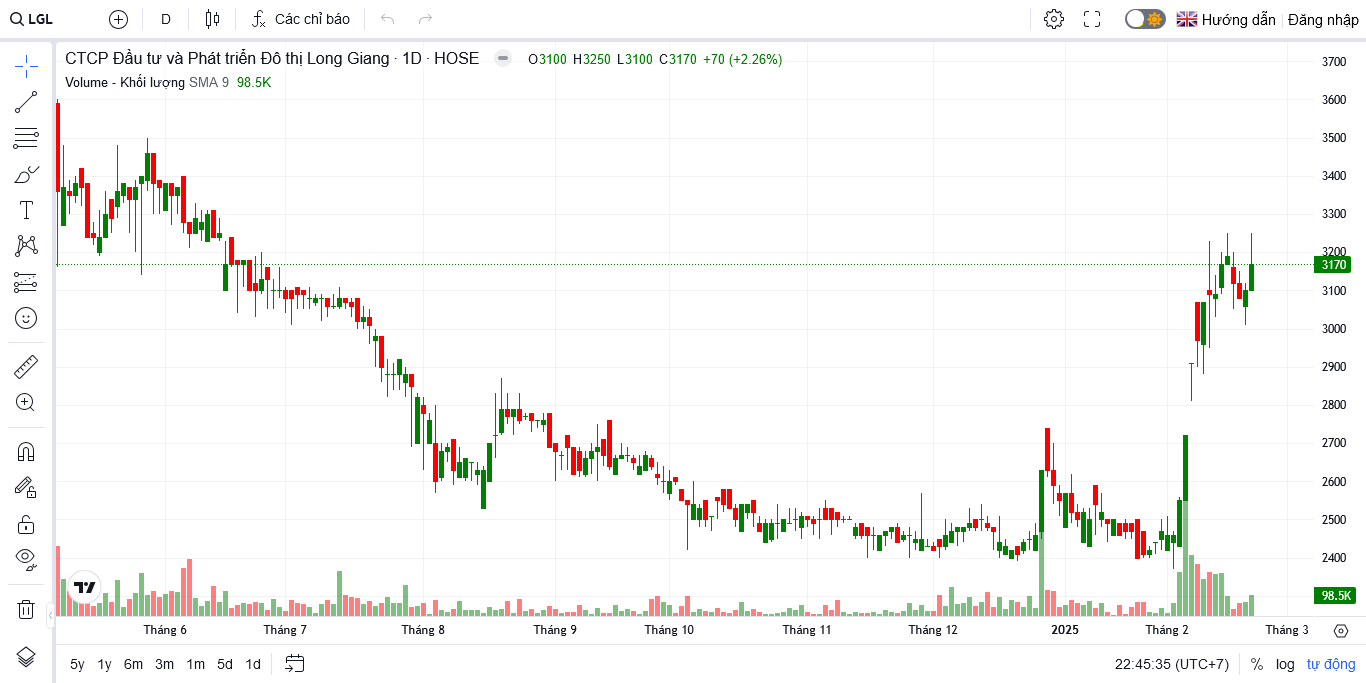 LGL D Các chỉ báo Hướng dẫn Đăng nhập
CTCP Đầu tư và Phát triển Đô thị Long Giang · 1D · HOSE O3100 H3250 L3100 C3170 +70 (+2.26%)
Volume - Khối lượng SMA 9 98.5K
3700
3600
3500
3400
3300
3200
3170
3100
3000
2900
2800
2700
2600
2500
2400
98.5K
Tháng 6 Tháng 7 Tháng 8 Tháng 9 Tháng 10 Tháng 11 Tháng 12 2025 Tháng 2 Tháng 3
5y 1y 6m 3m 1m 5d 1d 22:45:35 (UTC+7) % log tự động